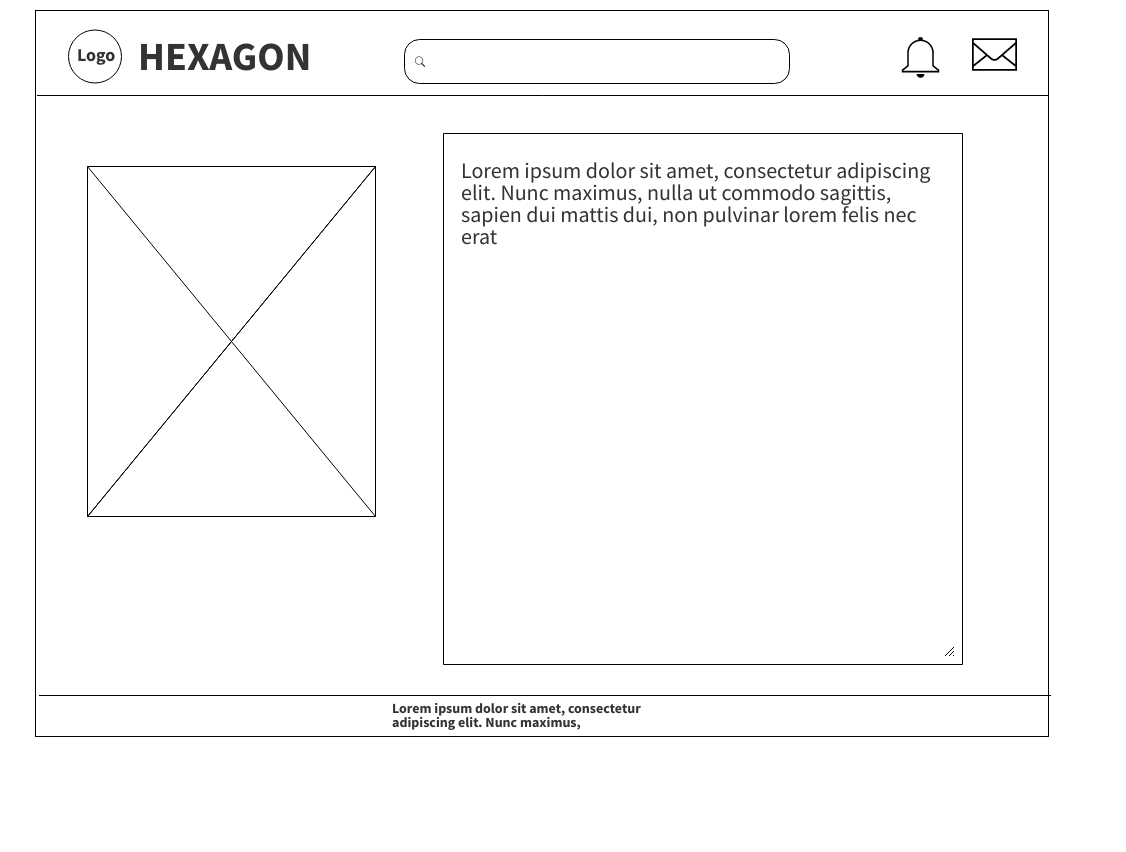 Logo
HEXAGON
Lorem ipsum dolor sit amet, consectetur adipiscing
elit. Nunc maximus, nulla ut commodo sagittis,
sapien dui mattis dui, non pulvinar lorem felis nec
erat
Lorem ipsum dolor sit amet, consectetur
adipiscing elit. Nunc maximus,